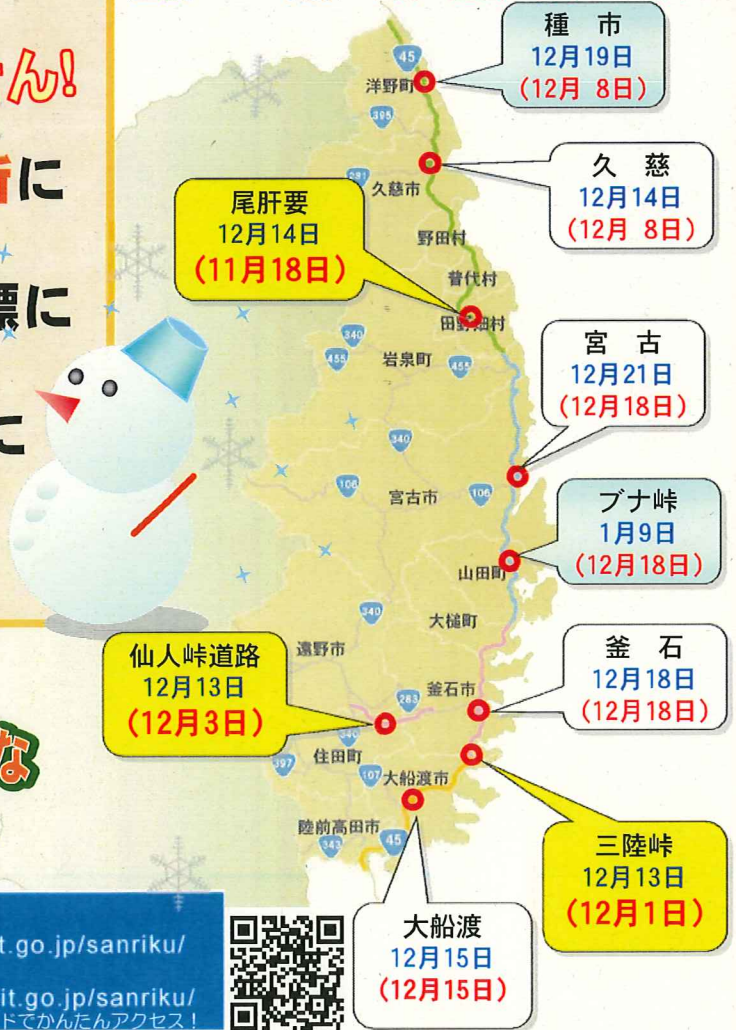 ん!
に
種 市
12月19日
(12月 8日)
久 慈
12月14日
(12月 8日)
尾肝要
12月14日
(11月18日)
標に
に
宮 古
12月21日
(12月18日)
ブナ峠
1月9日
(12月18日)
仙人峠道路
12月13日
(12月3日)
釜 石
12月18日
(12月18日)
三陸峠
12月13日
(12月1日)
大船渡
12月15日
(12月15日)
45
洋野町
395
281
久慈市
野田村
普代村
田野畑村
340
455
岩泉町
455
340
106
宮古市
106
山田町
340
大槌町
遠野市
283
釜石市
340
住田町
397
107
大船渡市
陸前高田市
343
45
な
t.go.jp/sanriku/
it.go.jp/sanriku/
ドでかんたんアクセス!